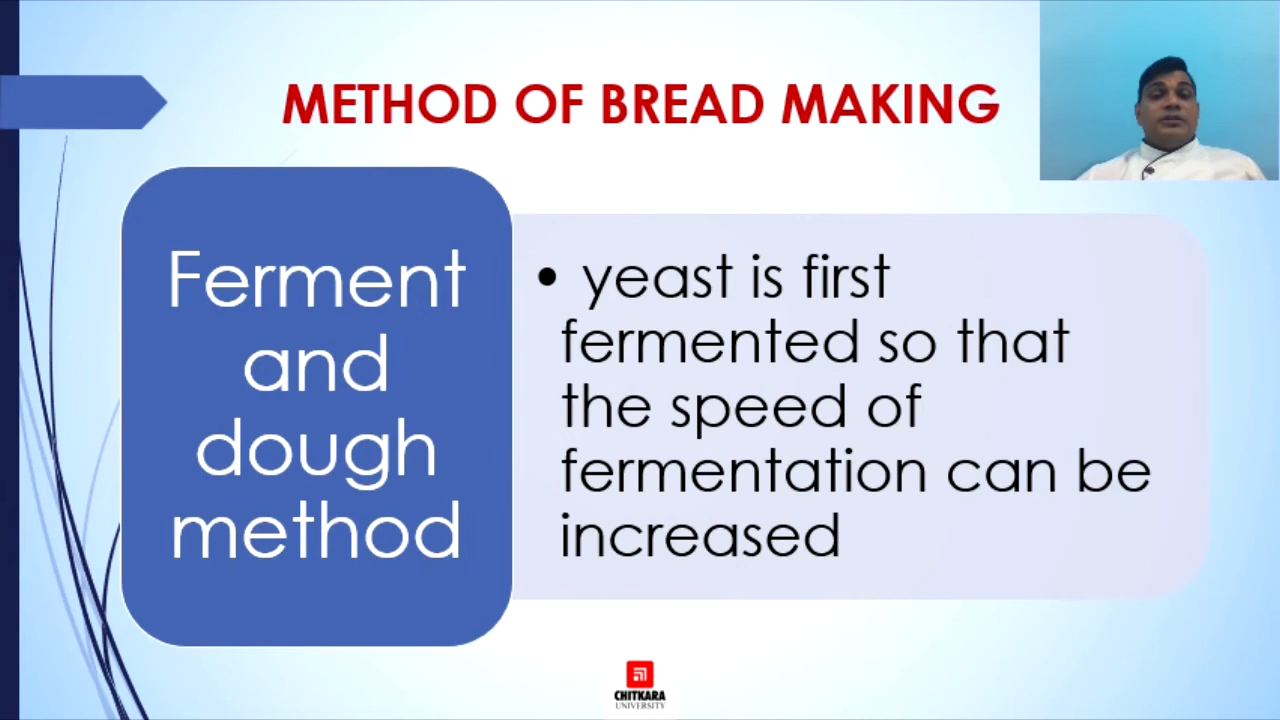 METHOD OF BREAD MAKING
Ferment
and
dough
method
• yeast is first
fermented so that
the speed of
fermentation can be
increased
CHITKARA
UNIVERSITY